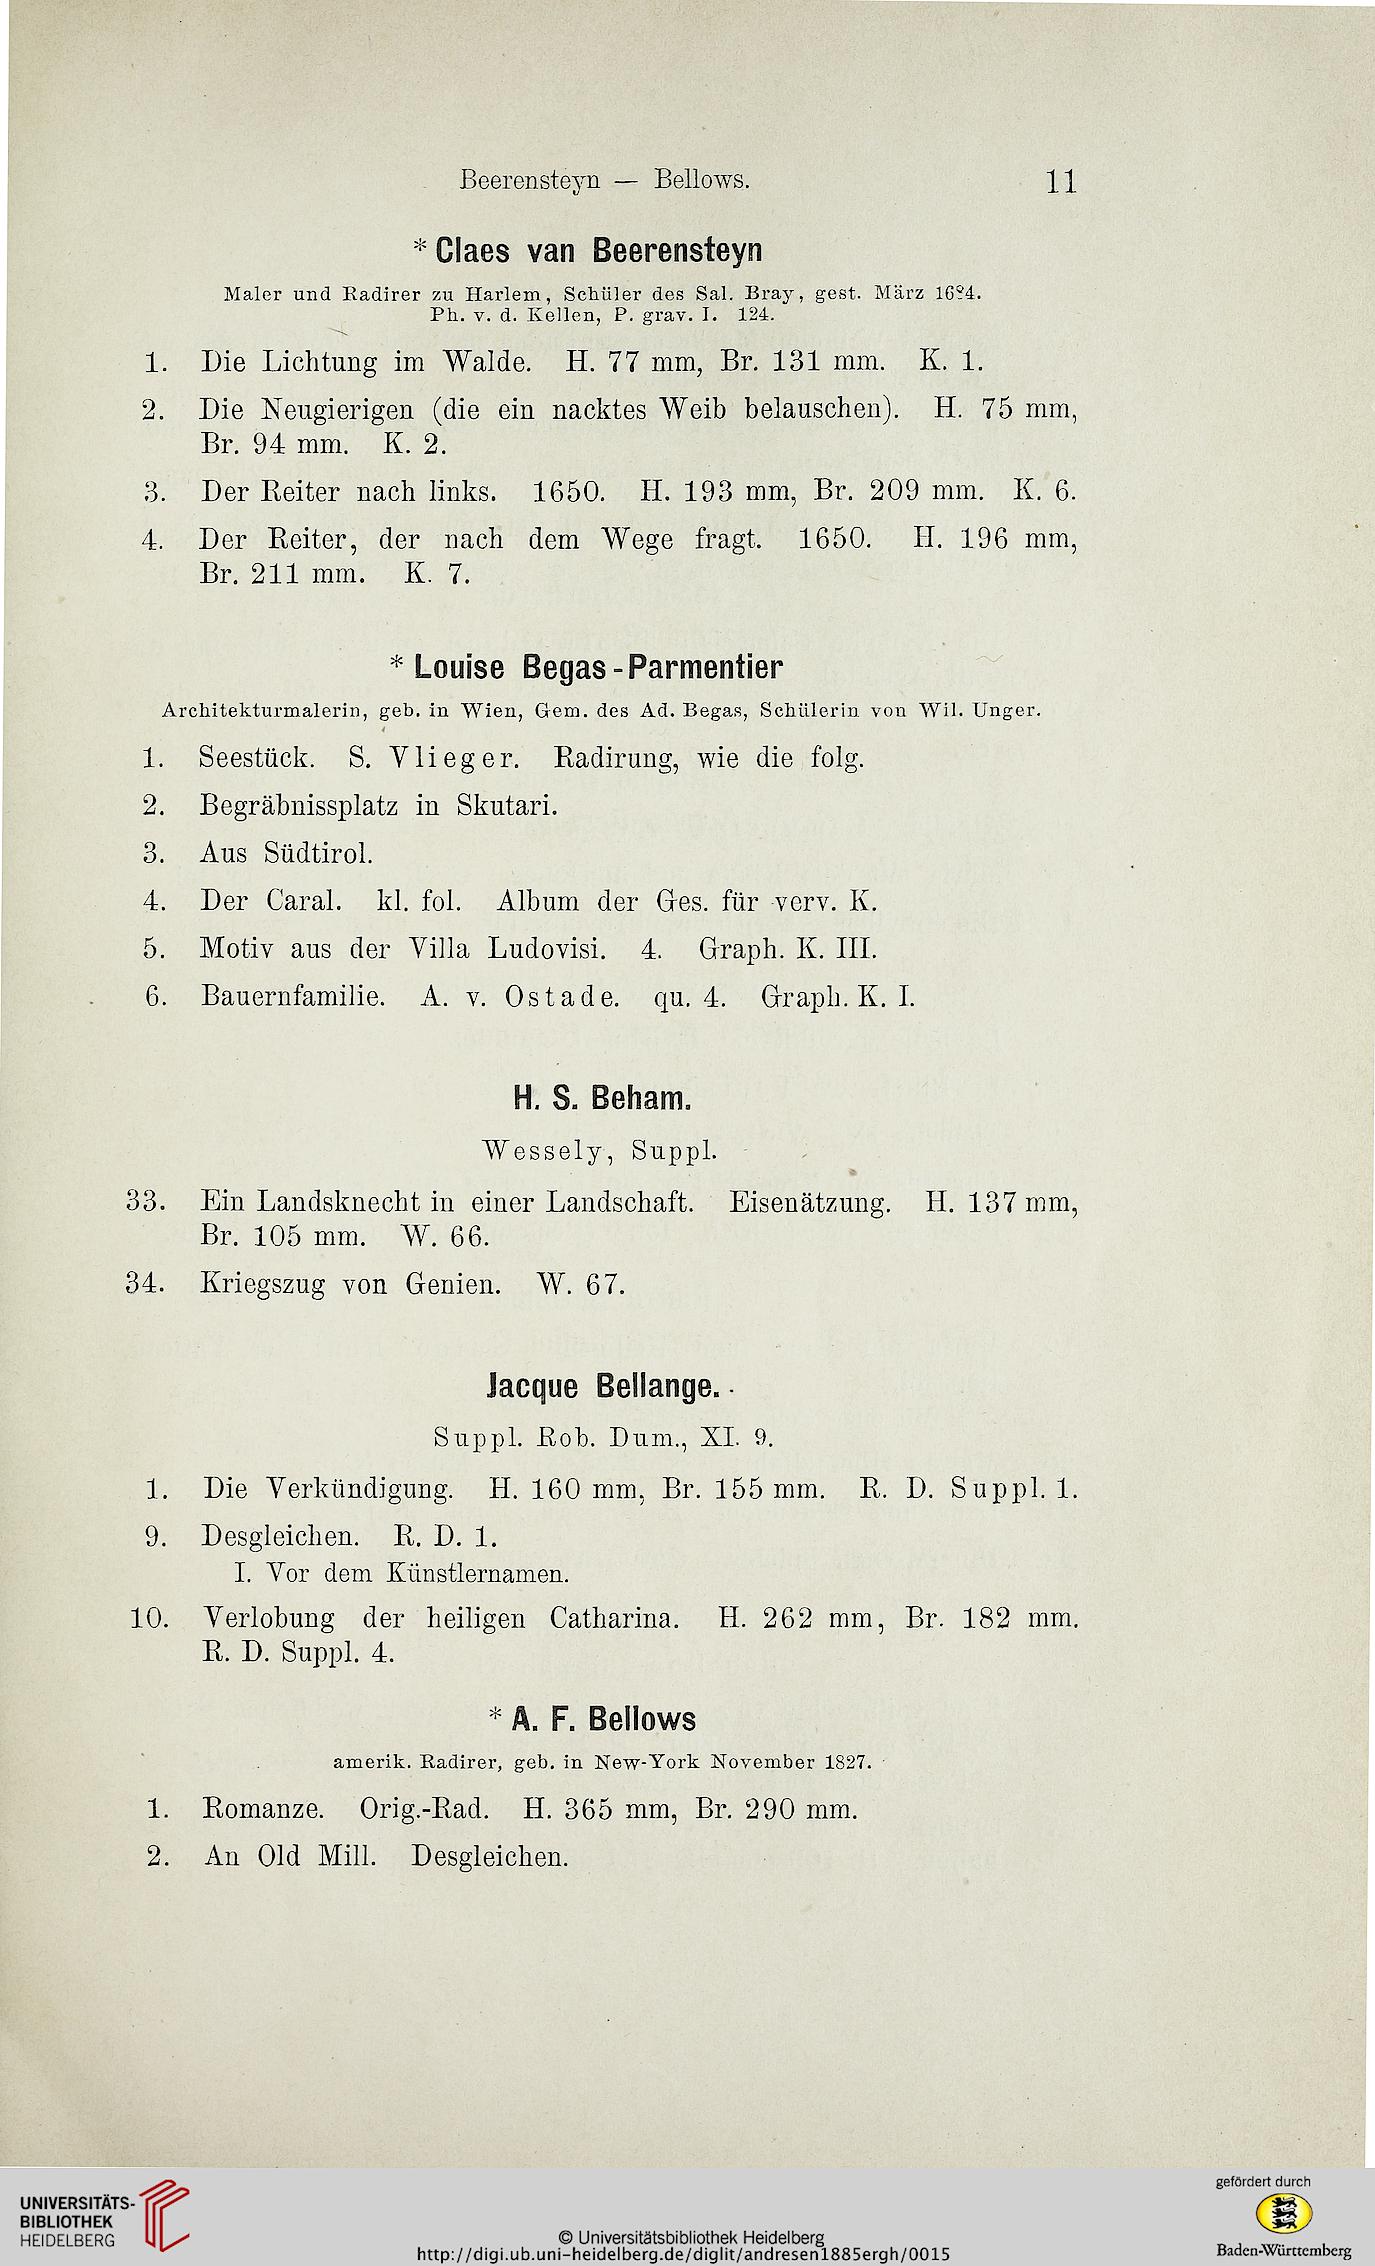 Beerensteyn — Bellows. 11
* Claes van Beerensteyn
Maler und Radirer zu Harlem, Schüler des Sal. Bray, gest. März
Ph. v. d. Kellen, P. grav. I. 124.
1. Die Lichtung im Walde. H. 77 mm, Br. 131 mm. K. 1.
2. Die Neugierigen (die ein nacktes Weib belauschen). H. 75 mm,
Br. 94 mm. K. 2.
3. Der Reiter nach links. 1650. H. 193 mm, Br. 209 mm. K. 6.
4. Der Reiter, der nach dem Wege fragt. 1650. H. 196 mm,
Br. 211 mm. K. 7.
* Louise Begas-Parmentier
Architekturmalerin, geb. in Wien, Gem. des Ad. Begas, Schülerin von Wil. Unger.
1. Seestück. S. Vlieger. Radirung, wie die folg.
2. Begräbnissplatz in Skutari.
3. Aus Südtirol.
4. Der Caral. kl. fol. Album der Ges. für verv. K.
5. Motiv aus der Villa Ludovisi. 4. Graph. K. III.
6. Bauernfamilie. A. v. Ostade. qu. 4. Graph. K. I.
H. S. Beham.
Wessely, Suppl.
33. Ein Landsknecht in einer Landschaft. Eisenätzung. H. 137 mm,
Br. 105 mm. W. 66.
34. Kriegszug von Genien. W. 67.
Jacque Bellange.
Suppl. Rob. Dum., XI. 9.
1. Die Verkündigung. H. 160 mm, Br. 155 mm. R. D. Suppl. 1.
9. Desgleichen. R. D. 1.
I. Vor dem Künstlernamen.
10. Verlobung der heiligen Catharina. H. 262 mm, Br. 182 mm.
R. D. Suppl. 4.
* A. F. Bellows
amerik. Radirer, geb. in New-York November 1827.
1. Romanze. Orig.-Rad. H. 365 mm, Br. 290 mm.
2. An Old Mill. Desgleichen.
UNIVERSITÄTS-
BIBLIOTHEK
HEIDELBERG
© Universitätsbibliothek Heidelberg
http://digi.ub.uni-heidelberg.de/diglit/andresen1885ergh/0015
gefördert durch
Baden-Württemberg